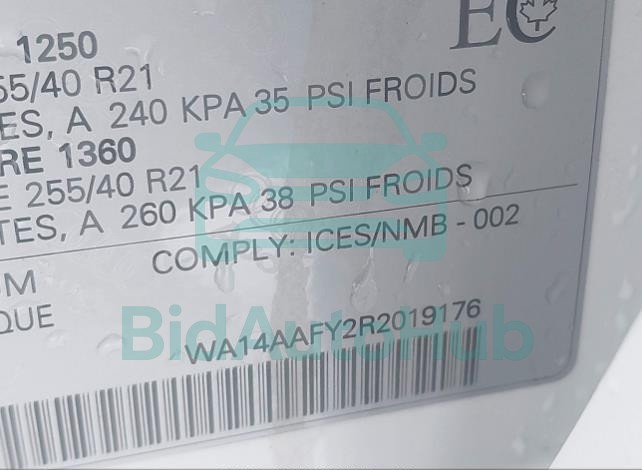 EC
1250
55/40 R21
ES, A 240 KPA 35 PSI FROIDS
RE 1360
E 255/40 R21
TES, A 260 KPA 38 PSI FROIDS
COMPLY: ICES/NMB - 002
OM
QUE
WA14AAFY2R2019176
BidAutoHub